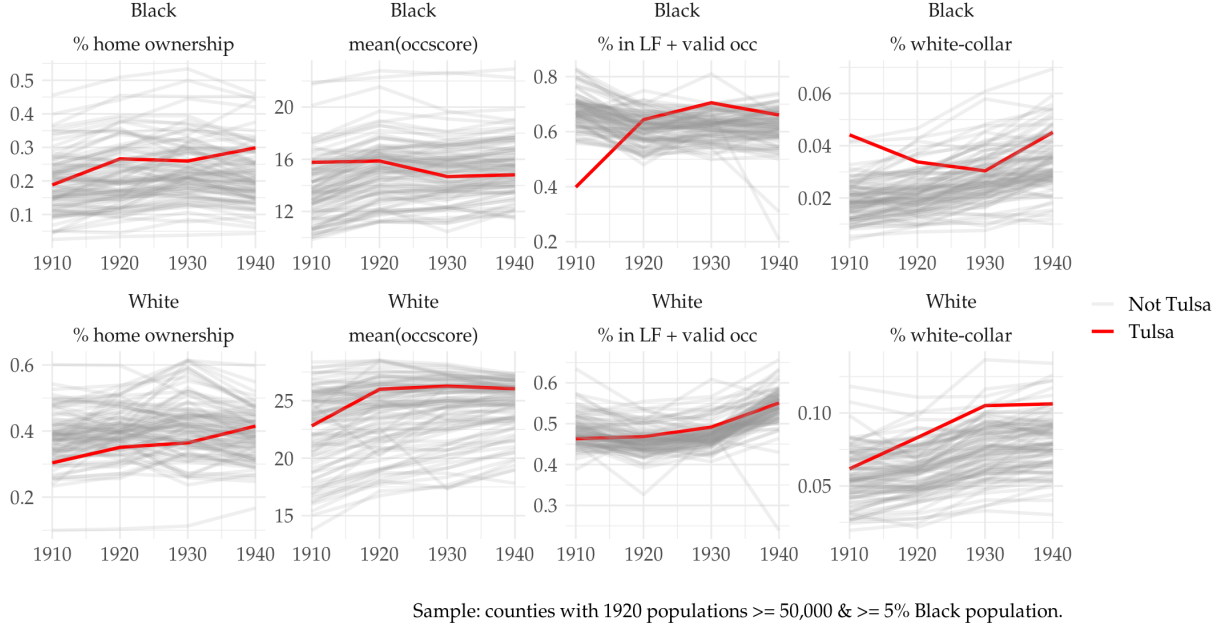 Black Black Black Black
% home ownership mean(occscore) % in LF + valid occ % white-collar
0.5
0.4
0.3
0.2
0.1
1910 1920 1930 1940
20
16
12
1910 1920 1930 1940
0.8
0.6
0.4
0.2
1910 1920 1930 1940
0.06
0.04
0.02
1910 1920 1930 1940
White White White White
% home ownership mean(occscore) % in LF + valid occ % white-collar
0.6
0.4
0.2
1910 1920 1930 1940
25
20
15
1910 1920 1930 1940
0.6
0.5
0.4
0.3
1910 1920 1930 1940
0.10
0.05
1910 1920 1930 1940
Not Tulsa
Tulsa
Sample: counties with 1920 populations >= 50,000 & >= 5% Black population.